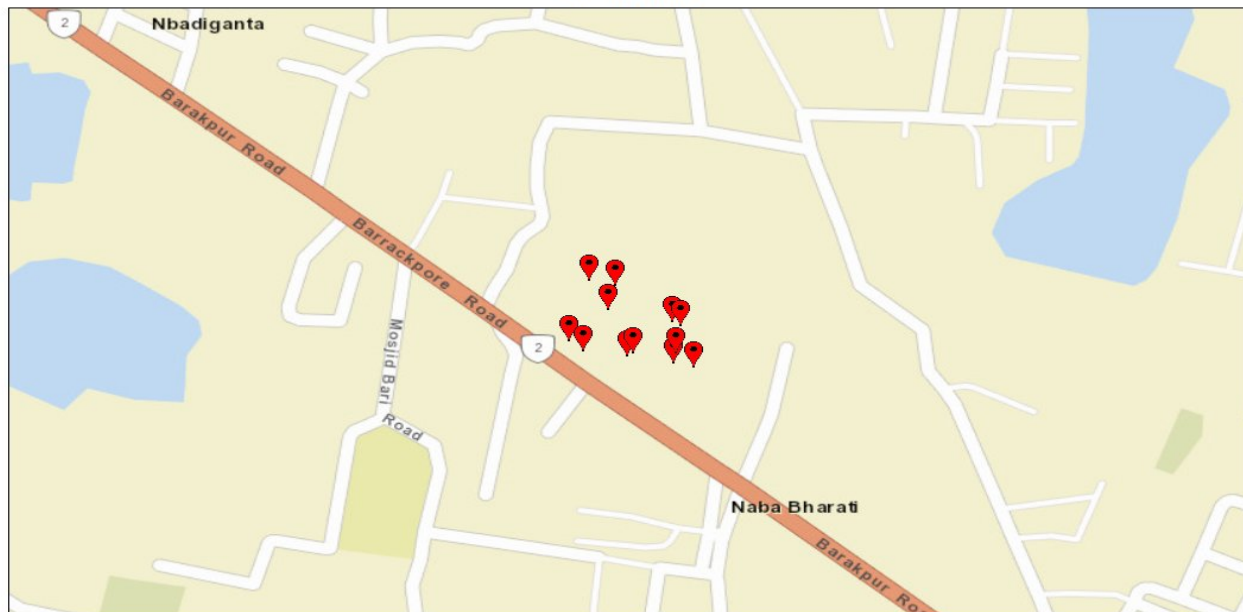 2
Nbadiganta
Barakpur Road
Barrackpore Road
2
Mosjid Bari
Road
Naba Bharati
Barakpur Ro